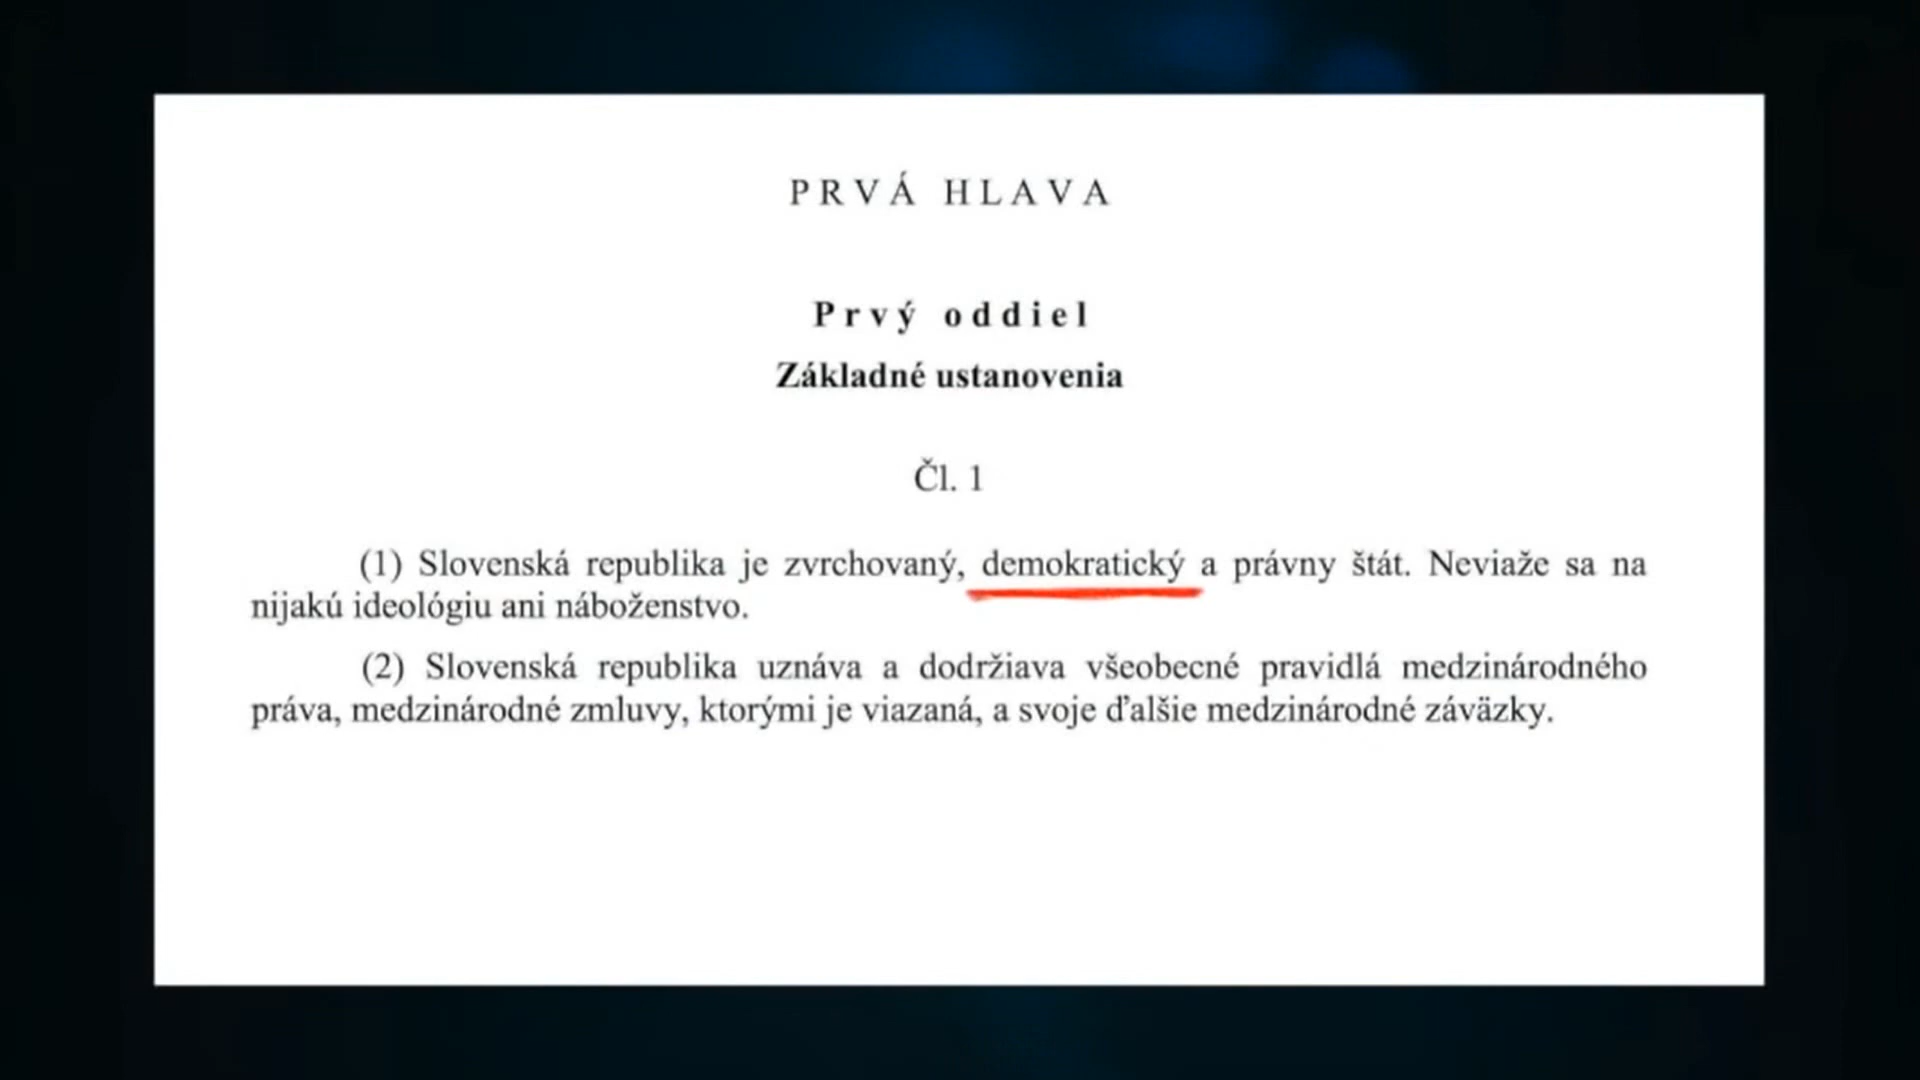 PRVÁ HLAVA
Prvý oddiel
Základné ustanovenia
Čl. 1
(1) Slovenská republika je zvrchovaný, demokratický a právny štát. Neviaže sa na
nijakú ideológiu ani náboženstvo.
(2) Slovenská republika uznáva a dodržiava všeobecné pravidlá medzinárodného
práva, medzinárodné zmluvy, ktorými je viazaná, a svoje ďalšie medzinárodné záväzky.